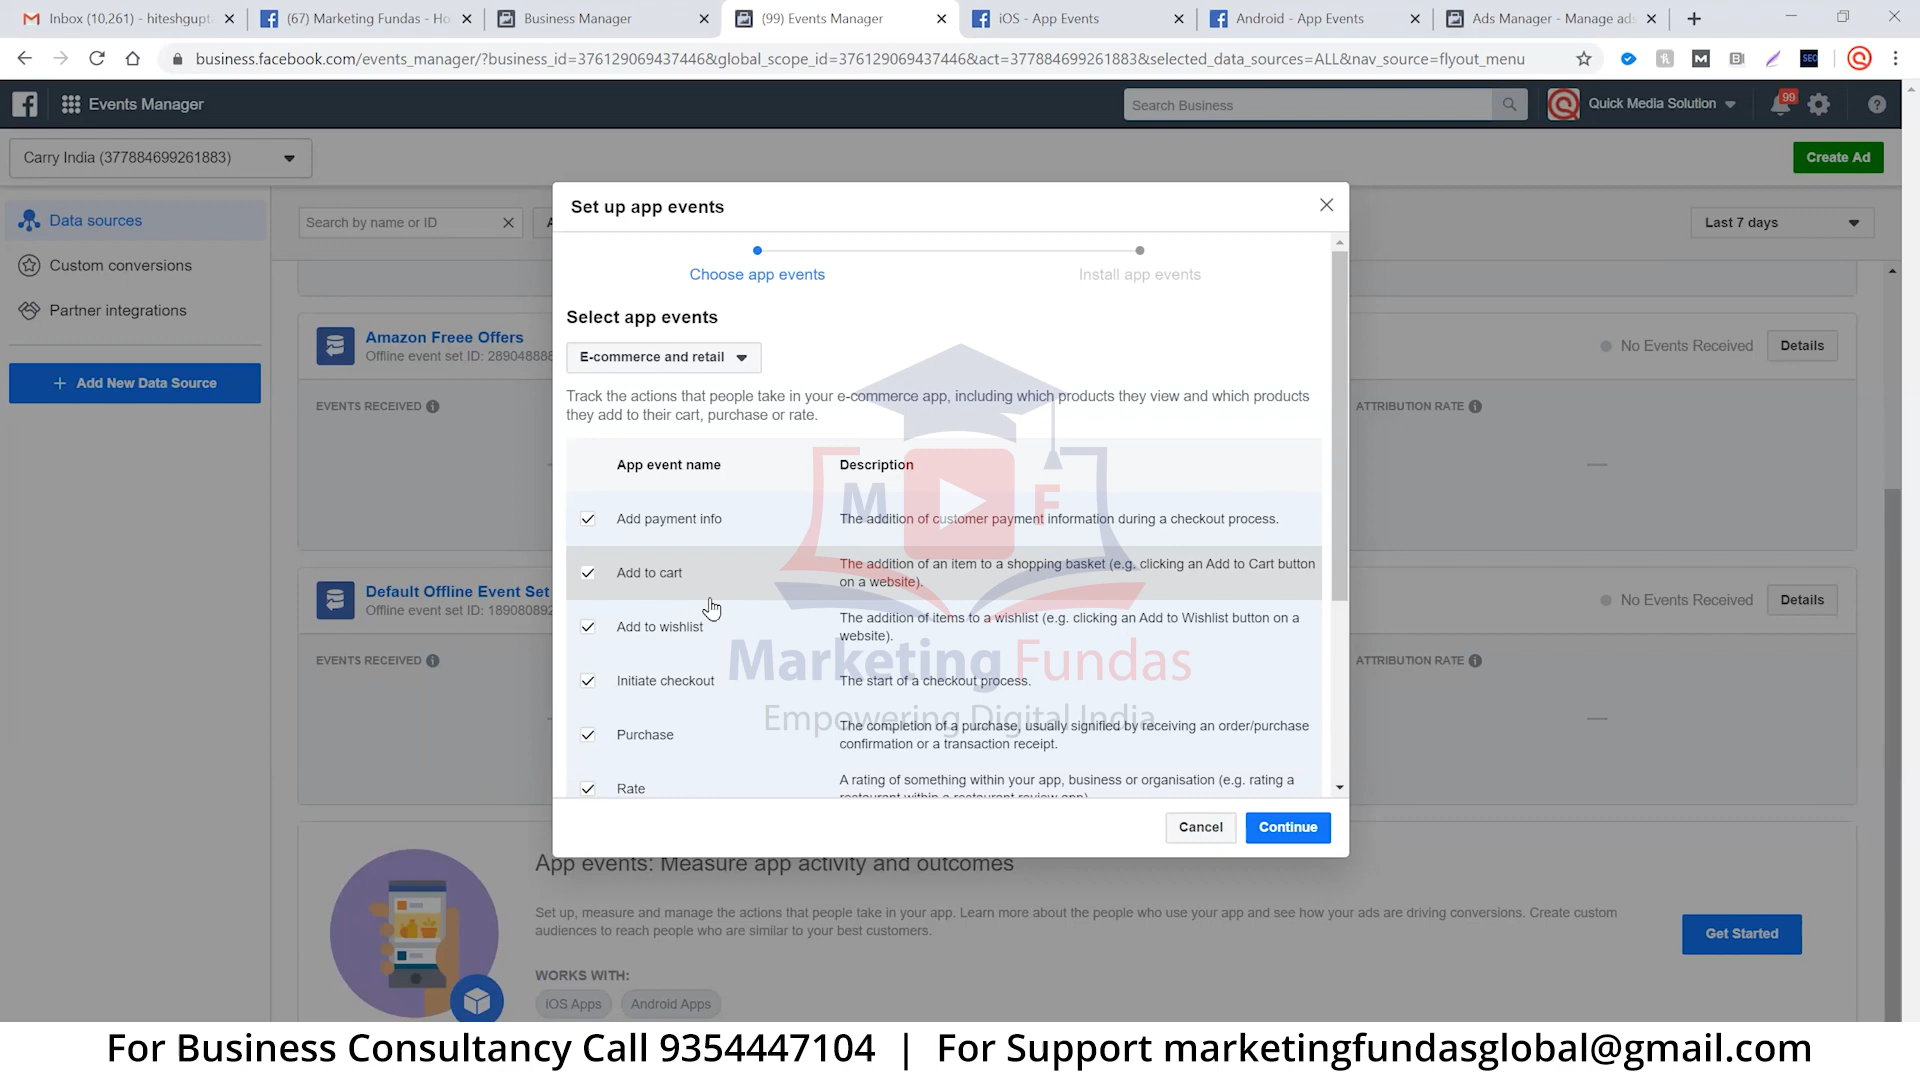 Inbox (10,261) - hiteshgupt
(67) Marketing Fundas - Ho
Business Manager
(99) Events Manager
iOS - App Events
Android - App Events
Ads Manager - Manage ads
business.facebook.com/events_manager/?business_id=376129069437446&global_scope_id=376129069437446&act=377884699261883&selected_data_sources=ALL&nav_source=flyout_menu
Events Manager
Search Business
Quick Media Solution
99
Carry India (377884699261883)
Create Ad
Data sources
Custom conversions
Partner integrations
+ Add New Data Source
Search by name or ID
Last 7 days
Amazon Freee Offers
Offline event set ID: 289048886
No Events Received
Details
EVENTS RECEIVED
ATTRIBUTION RATE
Default Offline Event Set
Offline event set ID: 189080892
No Events Received
Details
EVENTS RECEIVED
ATTRIBUTION RATE
Set up app events
Choose app events
Install app events
Select app events
E-commerce and retail
Track the actions that people take in your e-commerce app, including which products they view and which products
they add to their cart, purchase or rate.
App event name
Description
Add payment info
The addition of customer payment information during a checkout process.
Add to cart
The addition of an item to a shopping basket (e.g. clicking an Add to Cart button
on a website).
Add to wishlist
The addition of items to a wishlist (e.g. clicking an Add to Wishlist button on a
website).
Initiate checkout
The start of a checkout process.
Purchase
The completion of a purchase, usually signified by receiving an order/purchase
confirmation or a transaction receipt.
Rate
A rating of something within your app, business or organisation (e.g. rating a
restaurant within a restaurant review app)
Cancel
Continue
M F
Marketing Fundas
Empowering Digital India
App events: Measure app activity and outcomes
Set up, measure and manage the actions that people take in your app. Learn more about the people who use your app and see how your ads are driving conversions. Create custom
audiences to reach people who are similar to your best customers.
Get Started
WORKS WITH:
iOS Apps
Android Apps
For Business Consultancy Call 9354447104 | For Support marketingfundasglobal@gmail.com